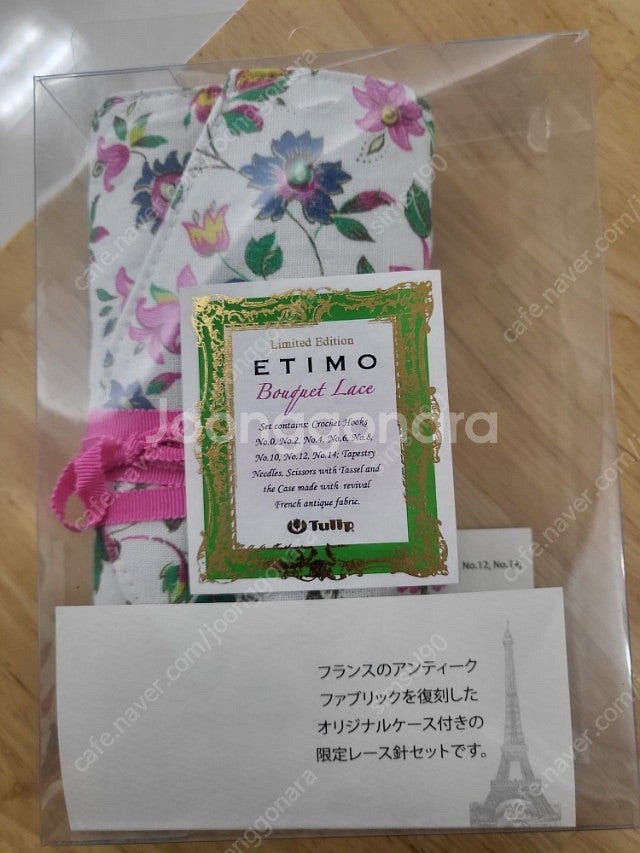 Limited Edition
ETIMO
Bouquet Lace
Set contains: Crochet Hooks
No.0, No.2, No.4, No.6, No.8,
No.10, No.12, No.14; Tapestry
Needles, Scissors with Tassel and
the Case made with revival
French antique fabric.
Tulip
No.12, No.14,
フランスのアンティーク
ファブリックを復刻した
オリジナルケース付きの
限定レース針セットです。
Joonggonara
cafe.naver.com/joonggonara